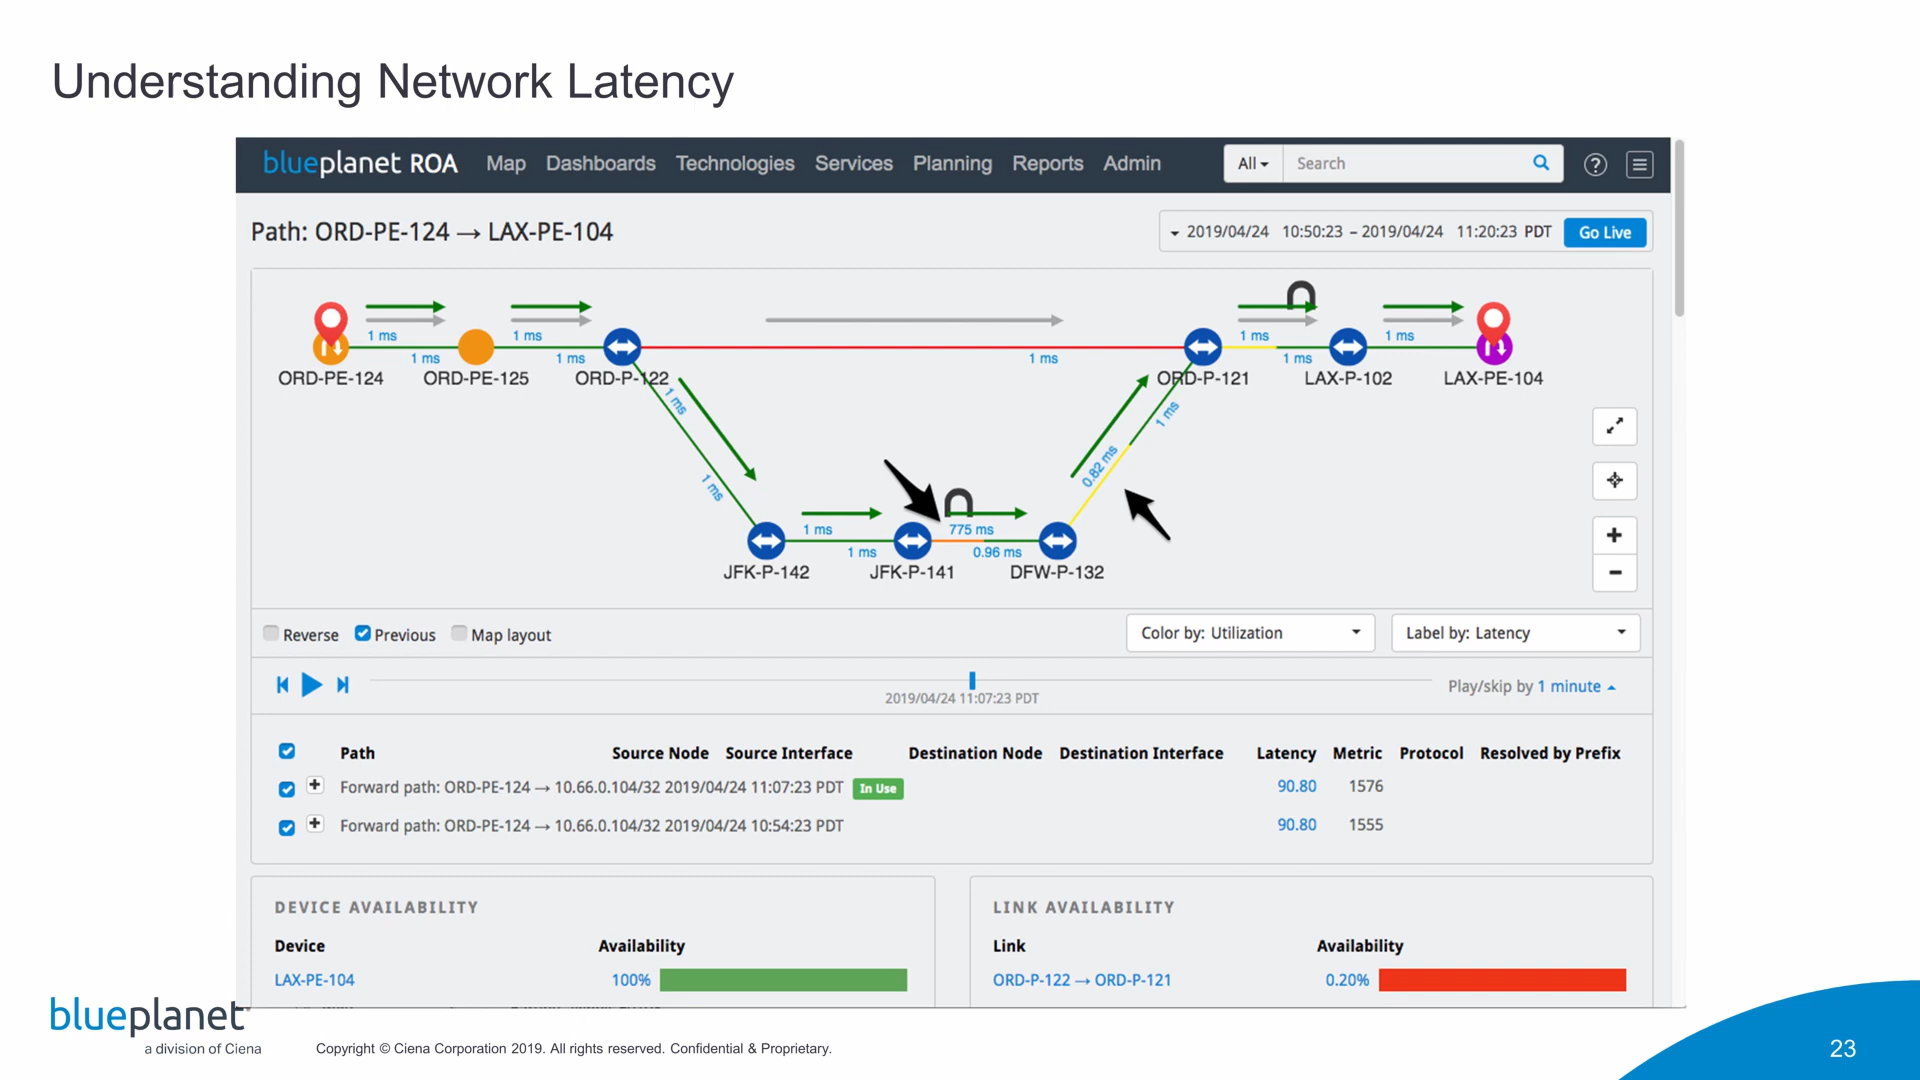 Understanding Network Latency
blueplanet ROA Map Dashboards Technologies Services Planning Reports Admin All Search ?
Path: ORD-PE-124 → LAX-PE-104
2019/04/24 10:50:23 – 2019/04/24 11:20:23 PDT Go Live
1 ms 1 ms 1 ms 1 ms
1 ms 1 ms 1 ms 1 ms
ORD-PE-124 ORD-PE-125 ORD-P-122 ORD-P-121 LAX-P-102 LAX-PE-104
1 ms 1 ms
0.82 ms
1 ms
1 ms 775 ms
1 ms 0.96 ms
JFK-P-142 JFK-P-141 DFW-P-132
Reverse Previous Map layout Color by: Utilization Label by: Latency
2019/04/24 11:07:23 PDT
Play/skip by 1 minute
Path Source Node Source Interface Destination Node Destination Interface Latency Metric Protocol Resolved by Prefix
Forward path: ORD-PE-124 → 10.66.0.104/32 2019/04/24 11:07:23 PDT In Use 90.80 1576
Forward path: ORD-PE-124 → 10.66.0.104/32 2019/04/24 10:54:23 PDT 90.80 1555
DEVICE AVAILABILITY
Device Availability
LAX-PE-104 100%
LINK AVAILABILITY
Link Availability
ORD-P-122 → ORD-P-121 0.20%
blueplanet
a division of Ciena
Copyright © Ciena Corporation 2019. All rights reserved. Confidential & Proprietary.
23